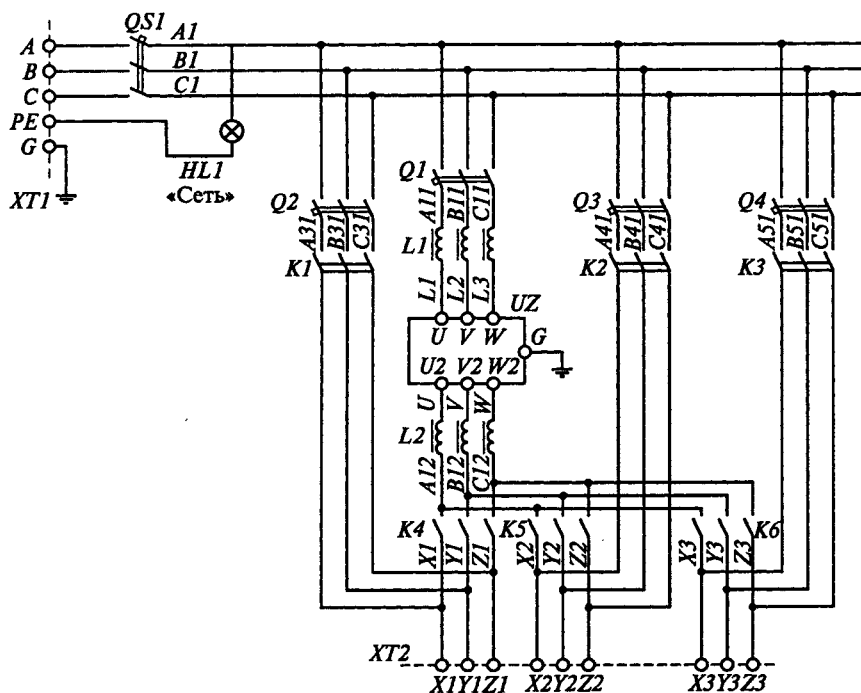 QS1 A1
A
B B1
C C1
PE
G
HL1
«Сеть»
XT1
Q1
Q2 Q3 Q4
A31 B31 C31
A11 B11 C11
A41 B41 C41
A51 B51 C51
L1
K1 K2 K3
L1 L2 L3
UZ
U V W G
U2 V2 W2
U V W
L2
A12 B12 C12
K4 K5 K6
X1 Y1 Z1 X2 Y2 Z2 X3 Y3 Z3
XT2
X1Y1Z1 X2Y2Z2 X3Y3Z3